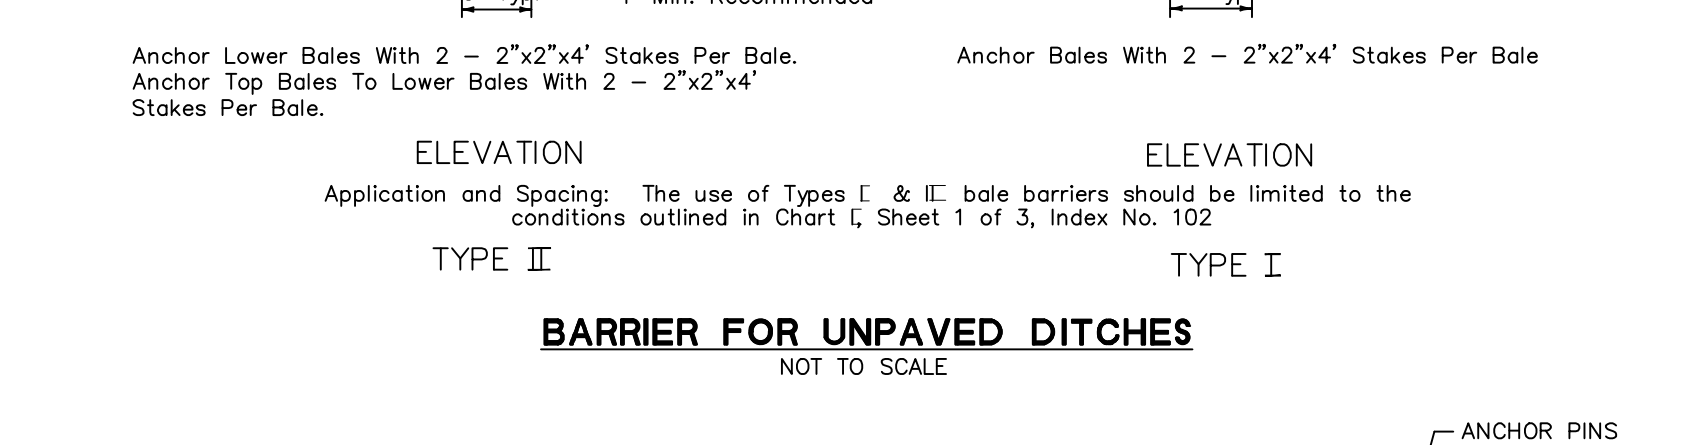 1' Min. Recommended
Anchor Lower Bales With 2 – 2"x2"x4' Stakes Per Bale.
Anchor Top Bales To Lower Bales With 2 – 2"x2"x4'
Stakes Per Bale.
Anchor Bales With 2 – 2"x2"x4' Stakes Per Bale
ELEVATION
ELEVATION
Application and Spacing: The use of Types I & II bale barriers should be limited to the
conditions outlined in Chart I, Sheet 1 of 3, Index No. 102
TYPE II
TYPE I
BARRIER FOR UNPAVED DITCHES
NOT TO SCALE
ANCHOR PINS